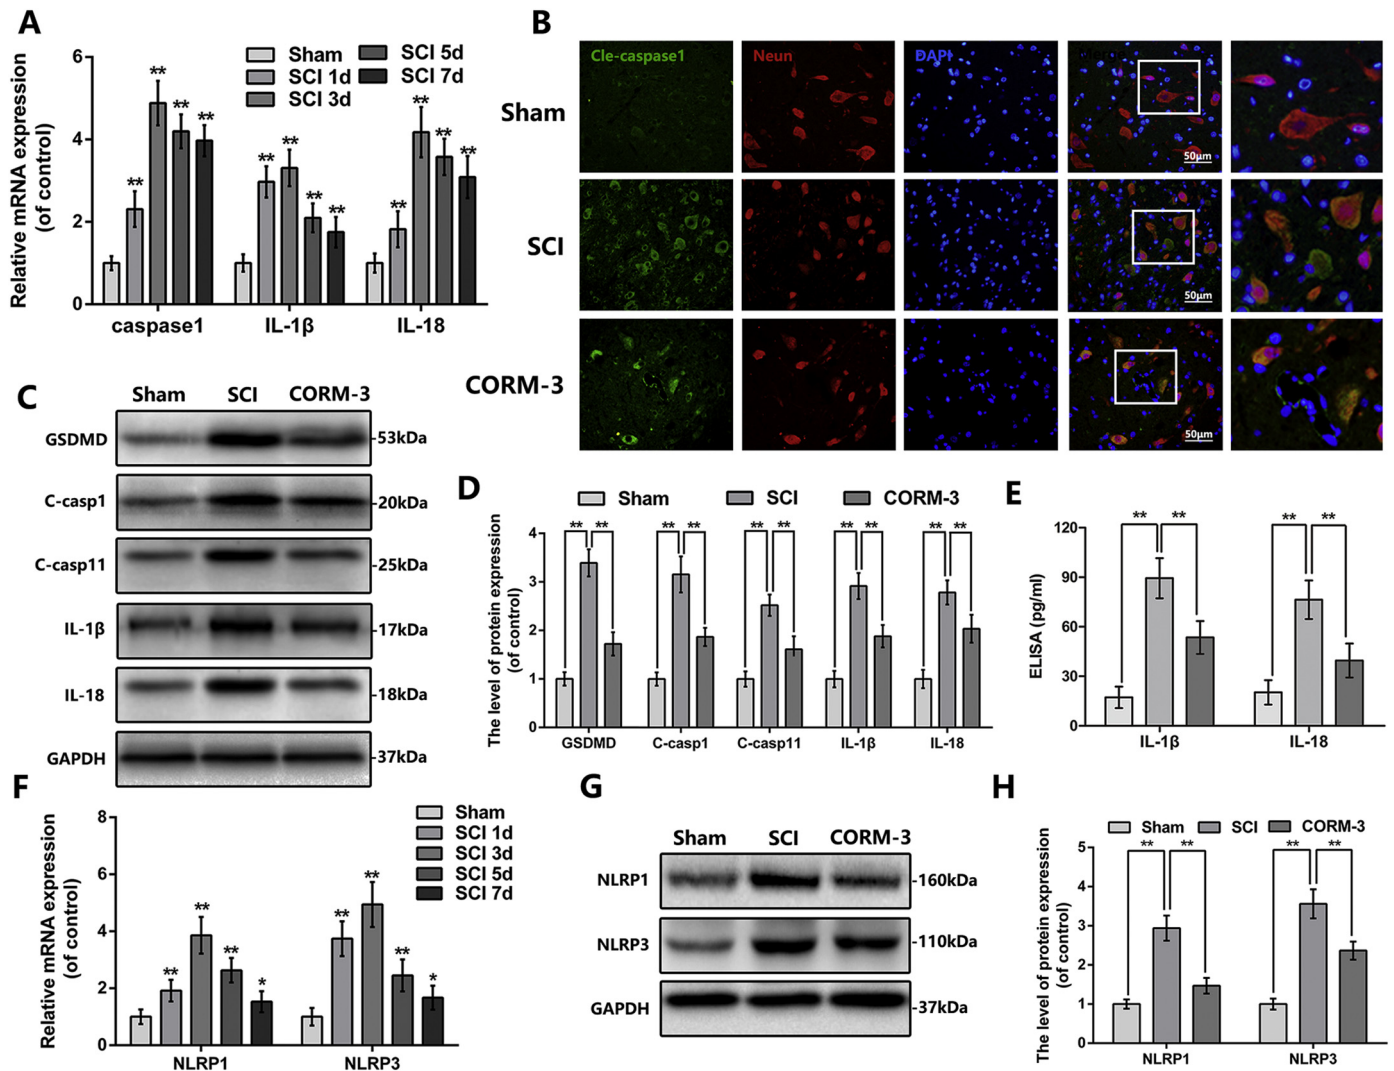 A
Relative mRNA expression
(of control)
6
4
2
0
Sham
SCI 1d
SCI 3d
SCI 5d
SCI 7d
** ** ** **
** ** ** **
** ** ** **
caspase1 IL-1β IL-18
B
Cle-caspase1 Neun DAPI
Sham
50μm
SCI
50μm
CORM-3
50μm
C
Sham SCI CORM-3
GSDMD -53kDa
C-casp1 -20kDa
C-casp11 -25kDa
IL-1β -17kDa
IL-18 -18kDa
GAPDH -37kDa
D
Sham SCI CORM-3
The level of protein expression
(of control)
4
3
2
1
0
** ** ** ** ** ** ** ** ** **
GSDMD C-casp1 C-casp11 IL-1β IL-18
E
ELISA (pg/ml)
120
90
60
30
0
** ** ** **
IL-1β IL-18
F
Relative mRNA expression
(of control)
8
6
4
2
0
Sham
SCI 1d
SCI 3d
SCI 5d
SCI 7d
** ** ** *
** ** ** *
NLRP1 NLRP3
G
Sham SCI CORM-3
NLRP1 -160kDa
NLRP3 -110kDa
GAPDH -37kDa
H
Sham SCI CORM-3
The level of protein expression
(of control)
5
4
3
2
1
0
** ** ** **
NLRP1 NLRP3